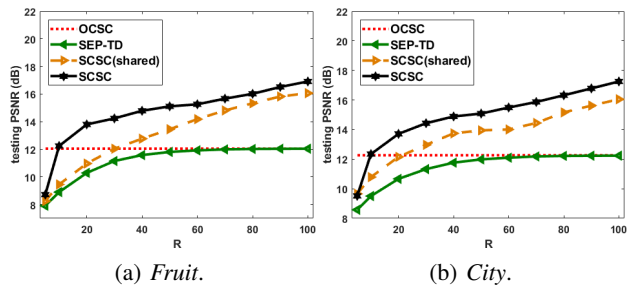 22
20
18
16
14
12
10
8
testing PSNR (dB)
OCSC
SEP-TD
SCSC(shared)
SCSC
20 40 60 80 100
R
(a) Fruit.
22
20
18
16
14
12
10
8
testing PSNR (dB)
OCSC
SEP-TD
SCSC(shared)
SCSC
20 40 60 80 100
R
(b) City.